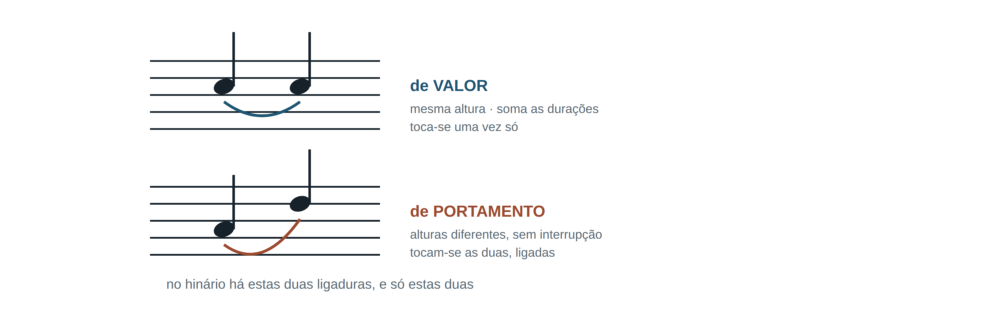 de VALOR
mesma altura · soma as durações
toca-se uma vez só
de PORTAMENTO
alturas diferentes, sem interrupção
tocam-se as duas, ligadas
no hinário há estas duas ligaduras, e só estas duas